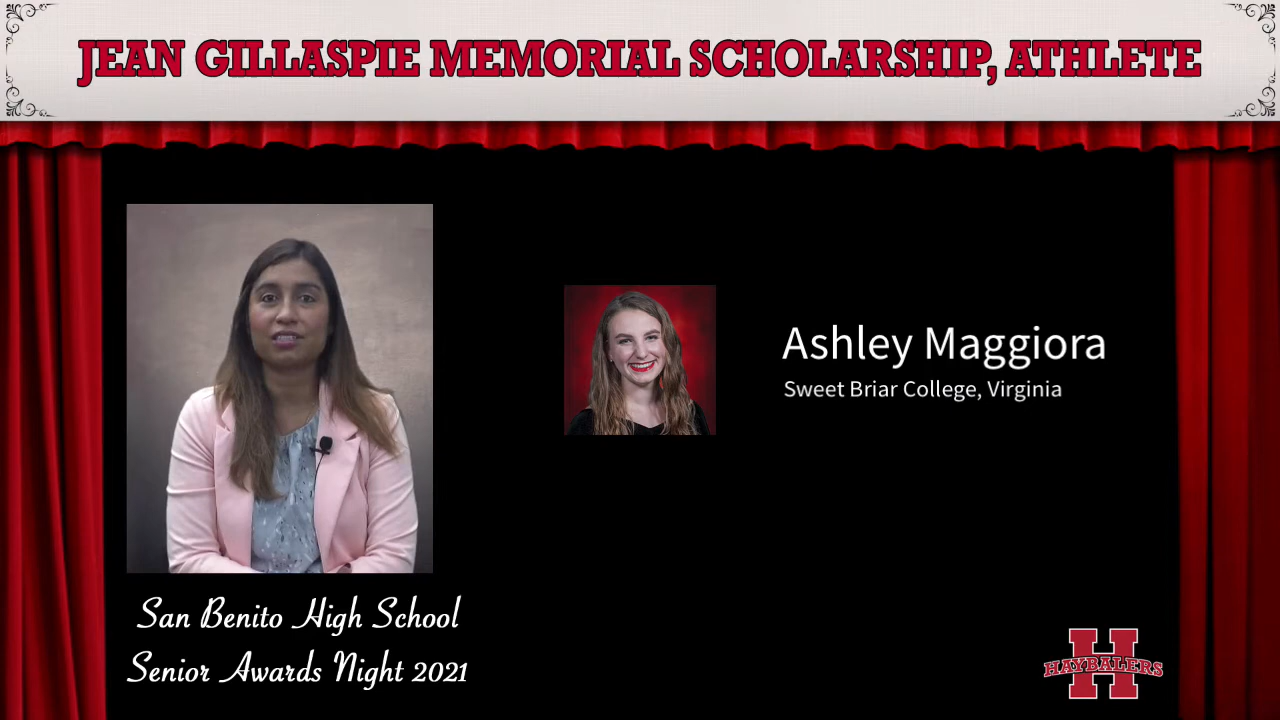 JEAN GILLASPIE MEMORIAL SCHOLARSHIP, ATHLETE
Ashley Maggiora
Sweet Briar College, Virginia
San Benito High School
Senior Awards Night 2021
H
HAYBALERS